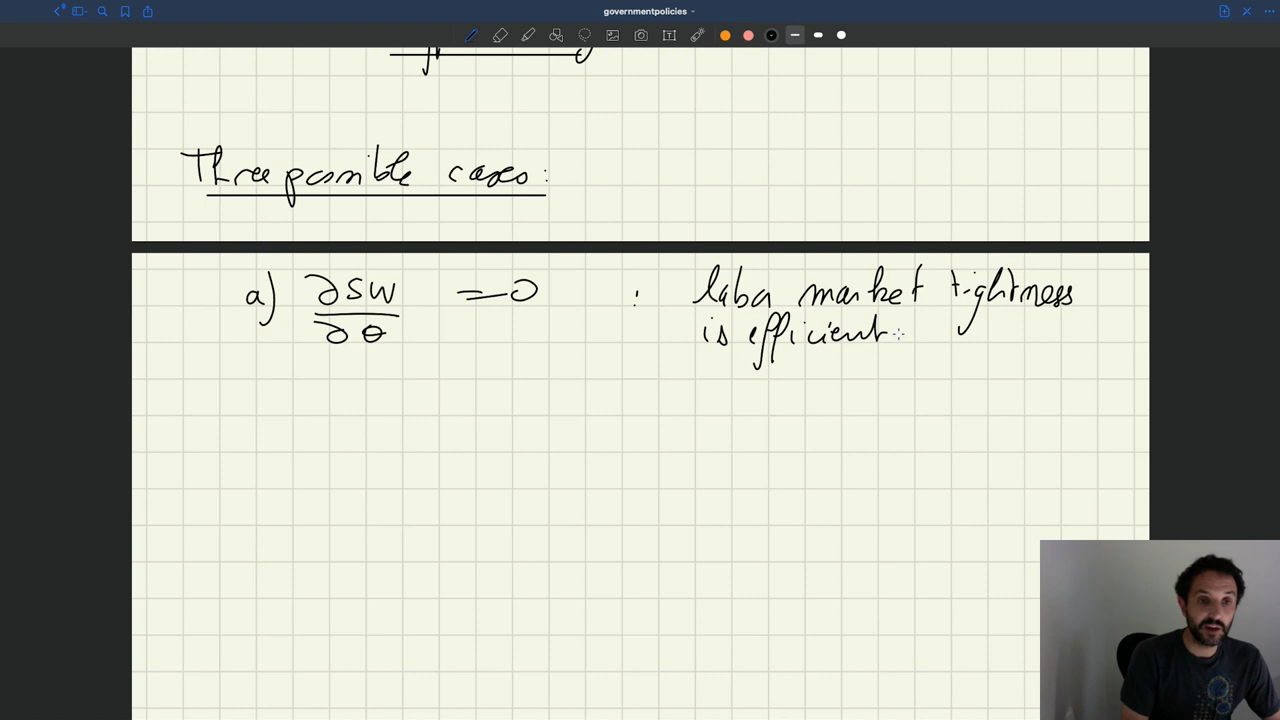 governmentpolicies
Three possible cases:
a) ∂SW/∂θ = 0 : labor market tightness
is efficient